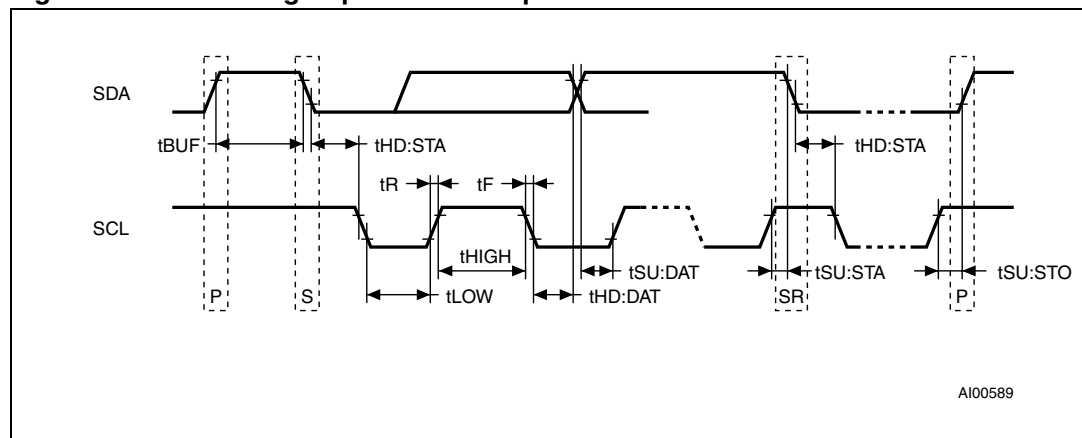 SDA
tBUF
tHD:STA
tHD:STA
tR
tF
SCL
tHIGH
tSU:DAT
tSU:STA
tSU:STO
P
S
tLOW
tHD:DAT
SR
P
AI00589